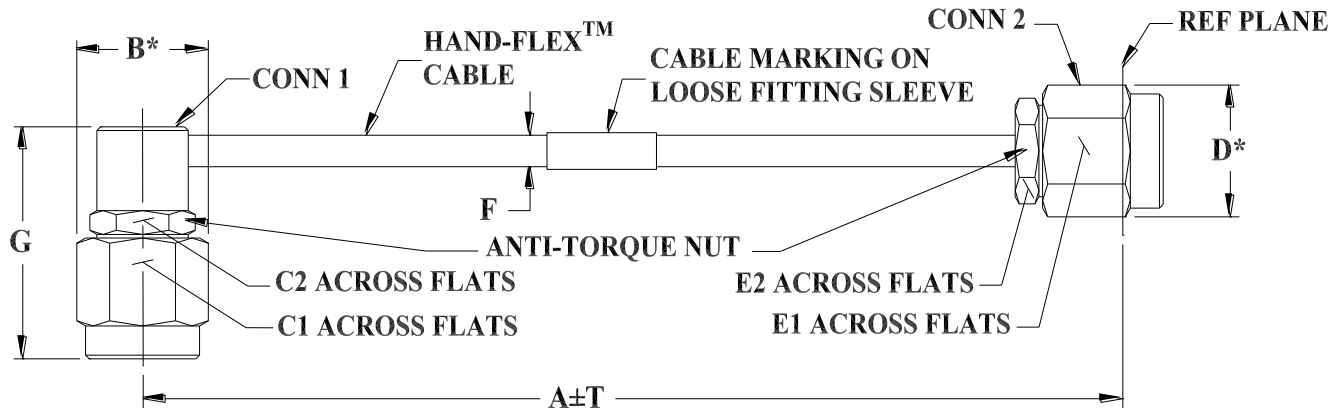 CONN 2
REF PLANE
B*
HAND-FLEX™
CABLE
CABLE MARKING ON
LOOSE FITTING SLEEVE
CONN 1
D*
F
G
ANTI-TORQUE NUT
C2 ACROSS FLATS
E2 ACROSS FLATS
C1 ACROSS FLATS
E1 ACROSS FLATS
A±T